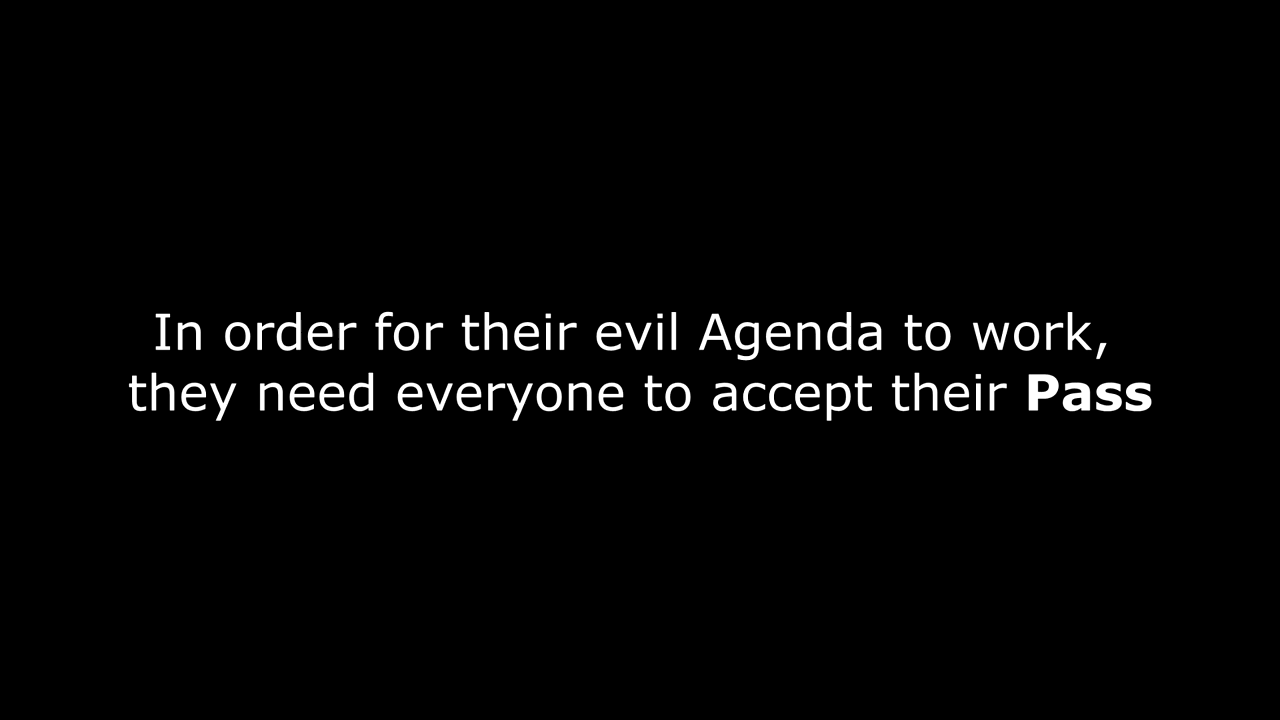 In order for their evil Agenda to work,
they need everyone to accept their Pass